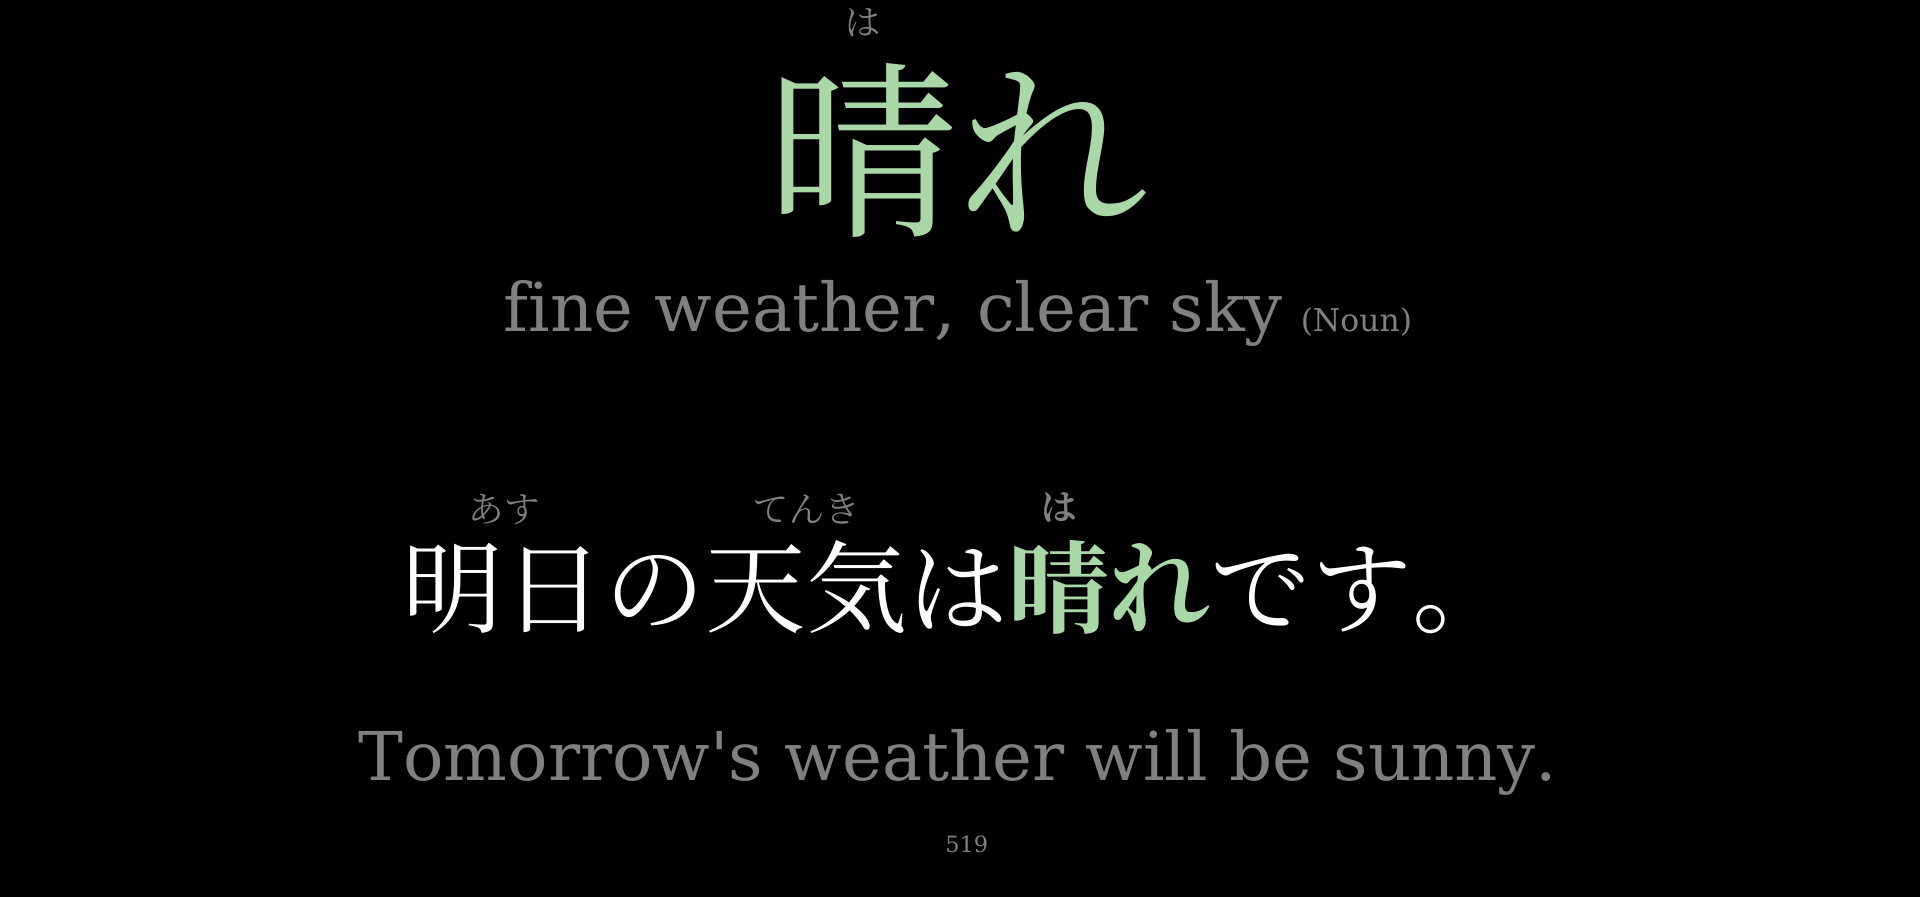 は
晴れ
fine weather, clear sky (Noun)
あす てんき は
明日の天気は晴れです。
Tomorrow's weather will be sunny.
519